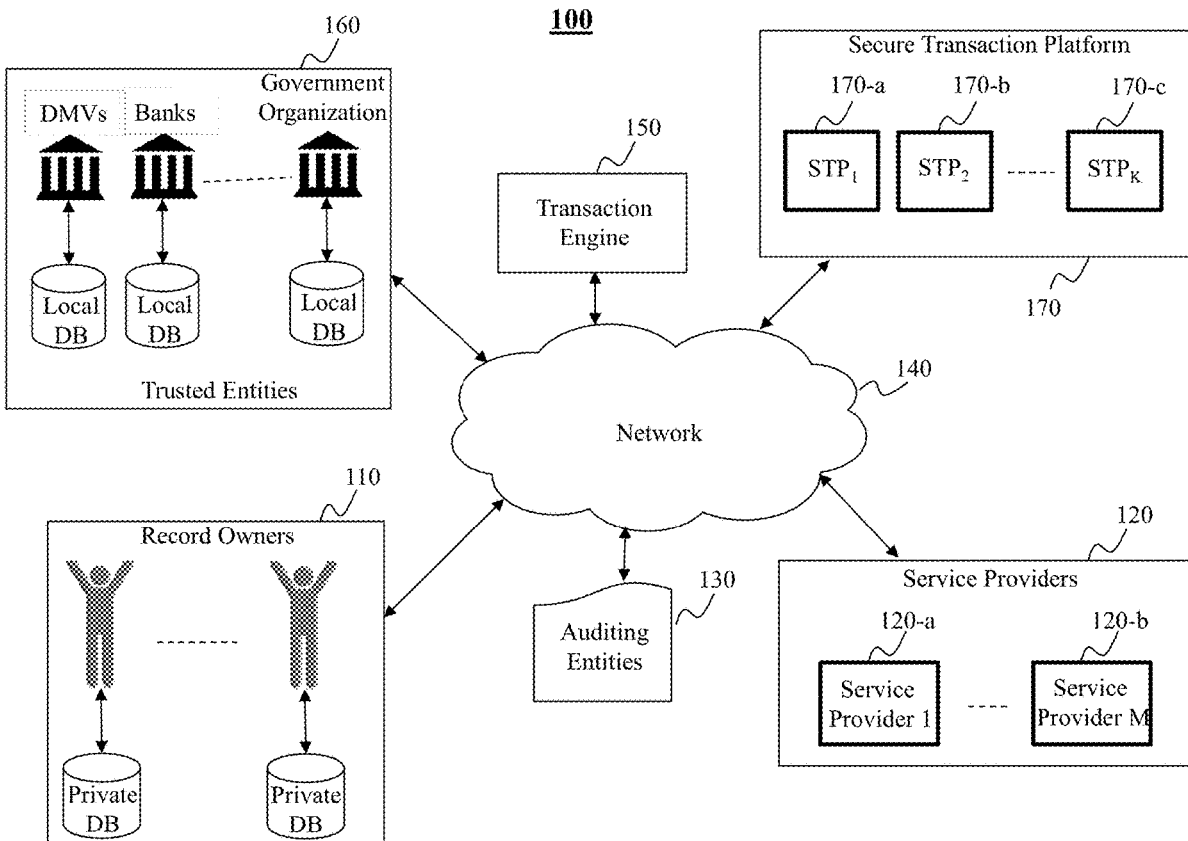 100
160
Government
Organization
DMVs
Banks
Local
DB
Local
DB
Local
DB
Trusted Entities
150
Transaction
Engine
Secure Transaction Platform
170-a
170-b
170-c
STP1
STP2
STPK
170
140
Network
110
Record Owners
Private
DB
Private
DB
130
Auditing
Entities
120
Service Providers
120-a
120-b
Service
Provider 1
Service
Provider M